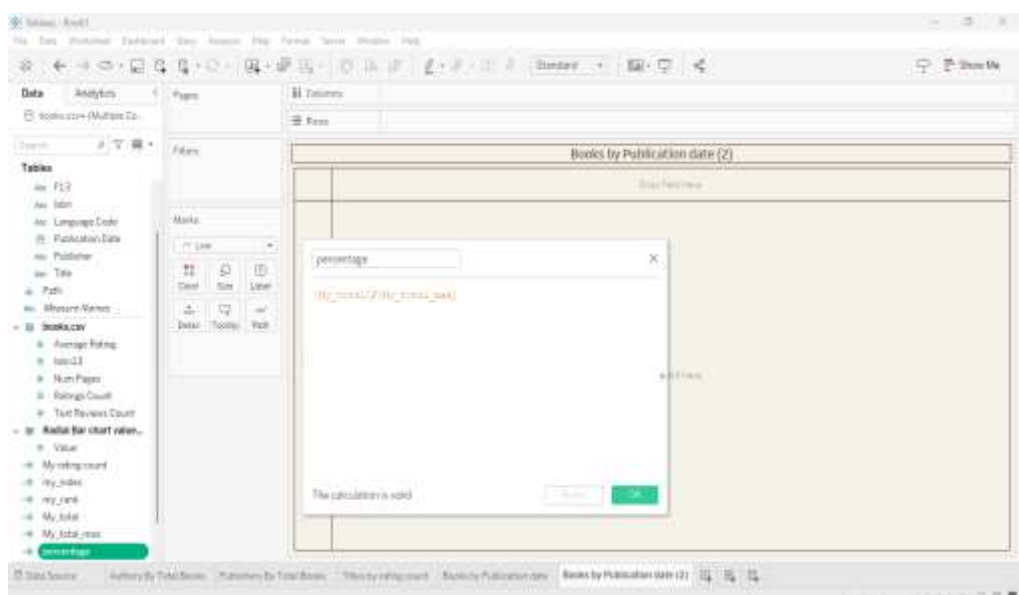 Tableau - Book1
File Data Worksheet Dashboard Story Analysis Map Format Server Window Help
Standard
Show Me
Data Analytics
Pages
Columns
Rows
Search
Filters
Books by Publication date (2)
Tables
F13
Isbn
Language Code
Publication Date
Publisher
Title
Path
Measure Names
Marks
Line
Color Size Label
Detail Tooltip Path
Drop field here
percentage
[My_total]/[My_total_max]
books.csv
Average Rating
Isbn13
Num Pages
Ratings Count
Text Reviews Count
Radial Bar chart value...
Value
My rating count
my_index
my_rank
My_total
My_total_max
percentage
The calculation is valid
OK
Data Source Authors By Total Books Publishers By Total Books Titles by rating count Books by Publication date Books by Publication date (2)